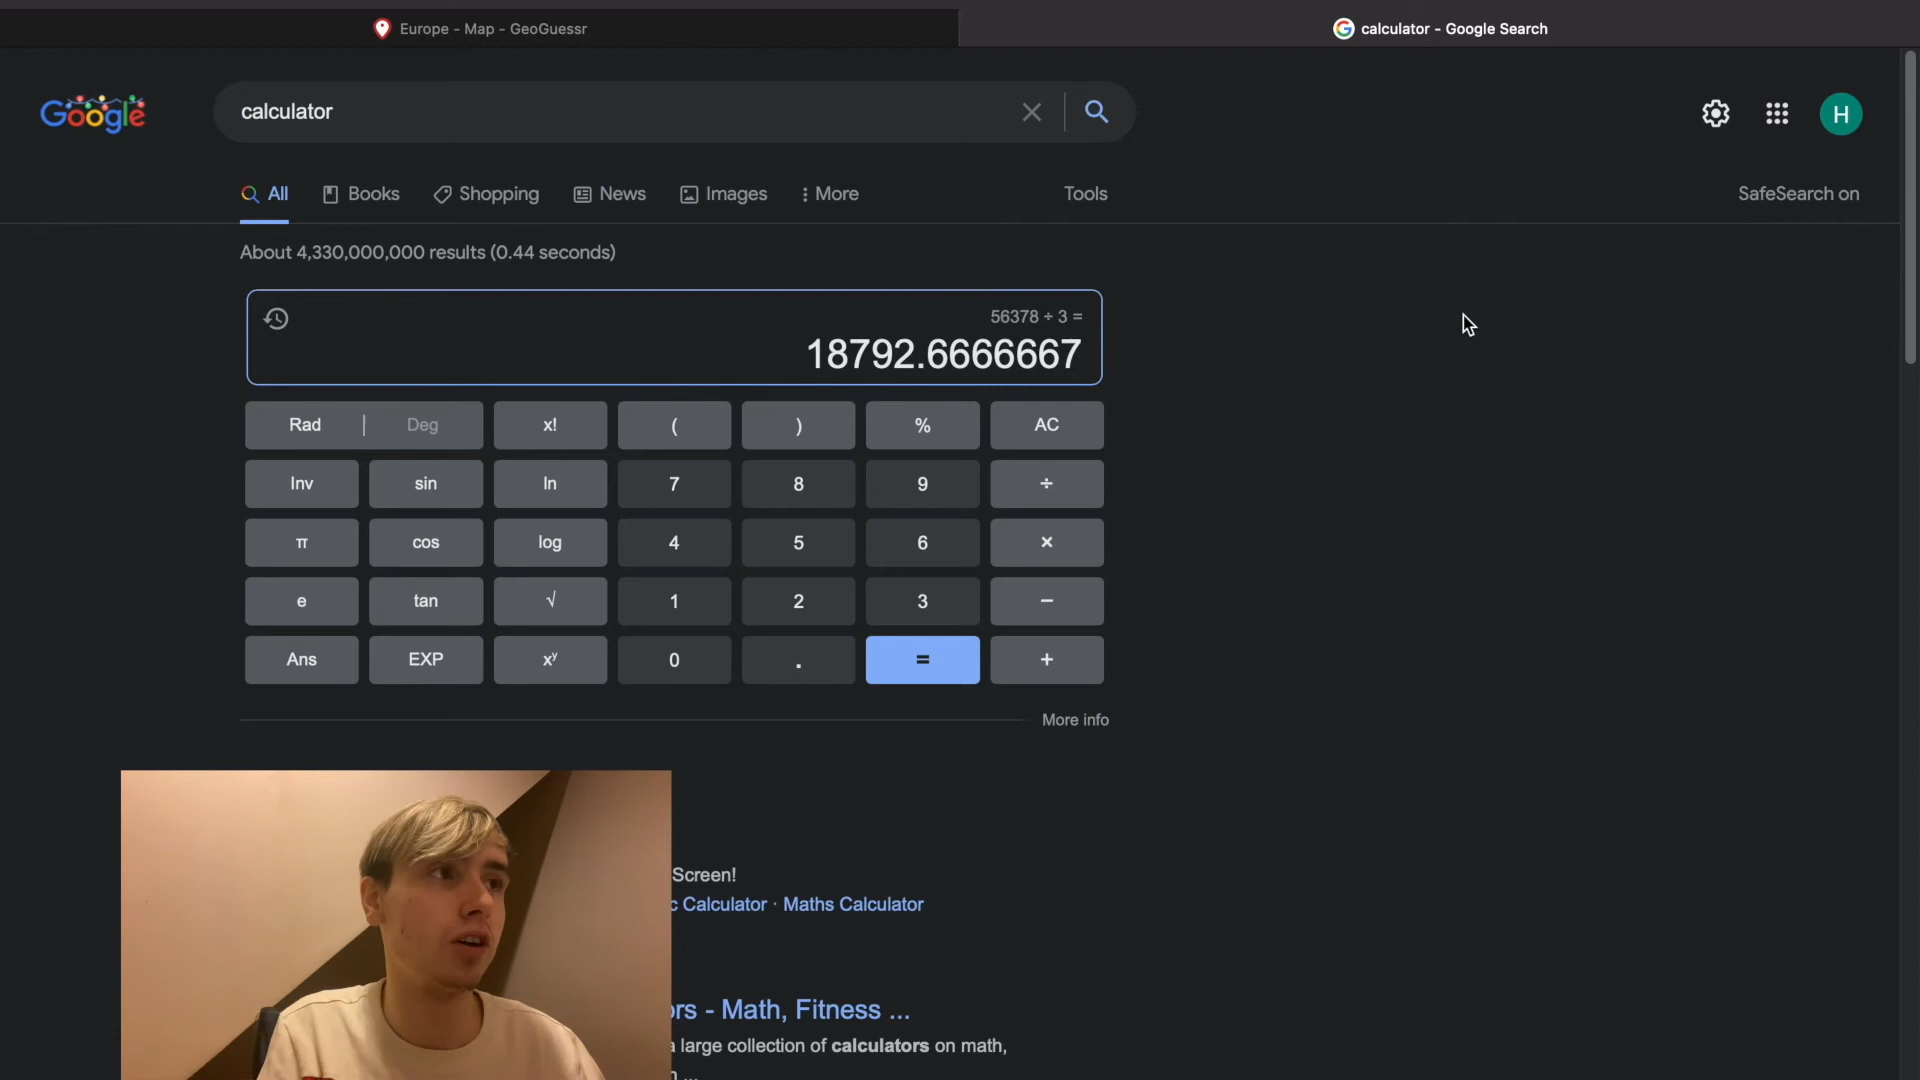 Europe - Map - GeoGuessr
calculator - Google Search
Google
calculator
H
All
Books
Shopping
News
Images
More
Tools
SafeSearch on
About 4,330,000,000 results (0.44 seconds)
56378 ÷ 3 =
18792.6666667
Rad | Deg x! ( ) % AC
Inv sin ln 7 8 9 ÷
π cos log 4 5 6 ×
e tan √ 1 2 3 −
Ans EXP xʸ 0 . = +
More info
Screen!
c Calculator · Maths Calculator
ors - Math, Fitness ...
a large collection of calculators on math,